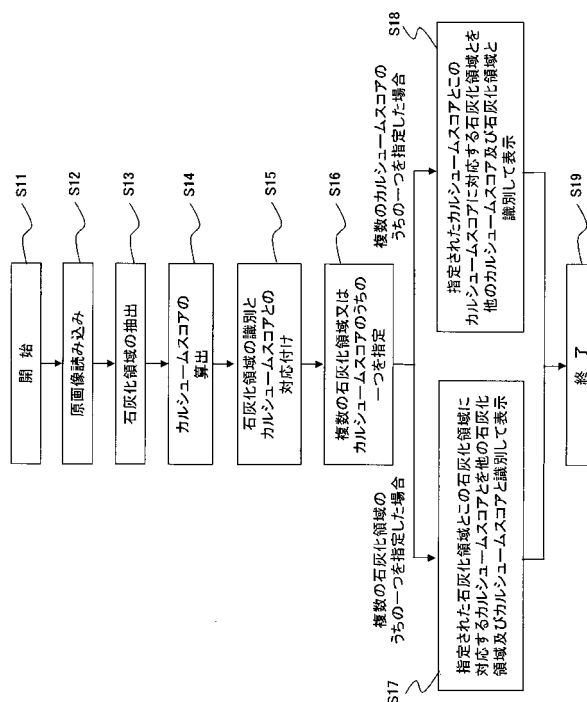 S11
開 始
S12
原画像読み込み
S13
石灰化領域の抽出
S14
カルシュームスコアの
算出
S15
石灰化領域の識別と
カルシュームスコアとの
対応付け
S16
複数の石灰化領域又は
カルシュームスコアのうちの
一つを指定
複数の石灰化領域の
うちの一つを指定した場合
複数のカルシュームスコアの
うちの一つを指定した場合
S17
指定された石灰化領域とこの石灰化領域に
対応するカルシュームスコアとを他の石灰化
領域及びカルシュームスコアと識別して表示
S18
指定されたカルシュームスコアとこの
カルシュームスコアに対応する石灰化領域とを
他のカルシュームスコア及び石灰化領域と
識別して表示
S19
終 了